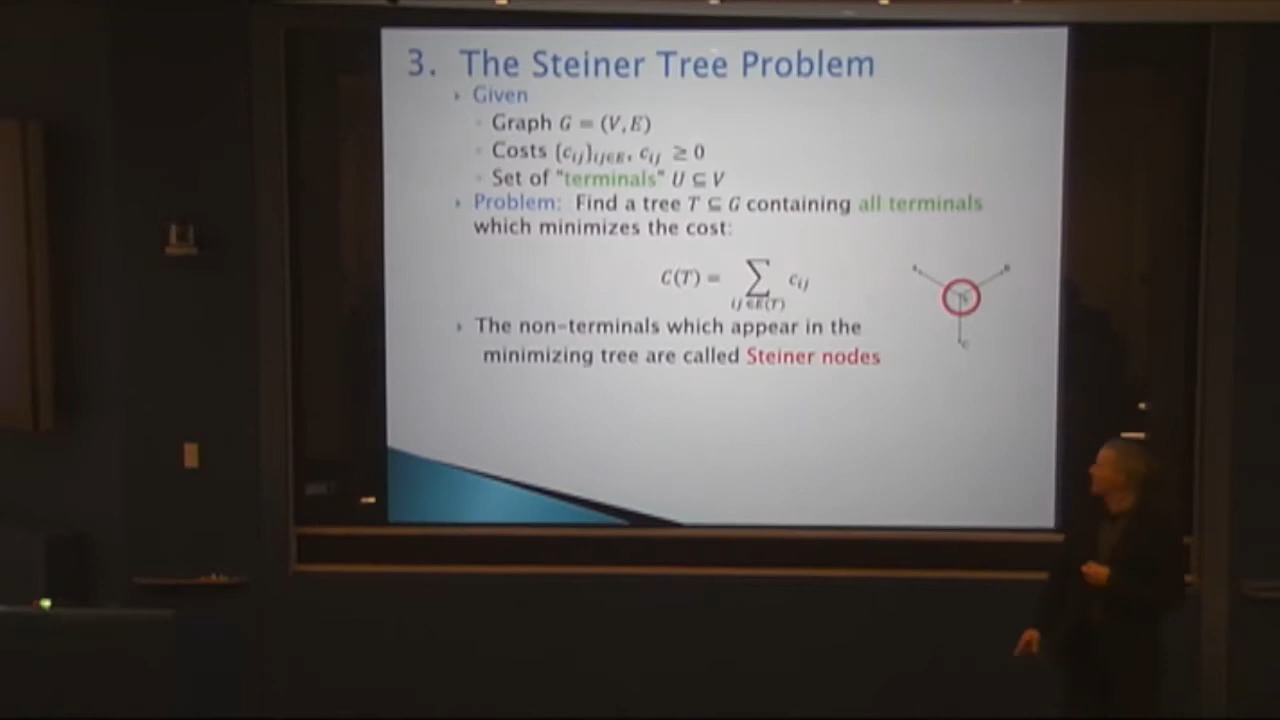 3. The Steiner Tree Problem
Given
Graph G = (V, E)
Costs {c_ij}_ij∈E, c_ij ≥ 0
Set of "terminals" U ⊆ V
Problem: Find a tree T ⊆ G containing all terminals
which minimizes the cost:
C(T) = ∑_ij∈E(T) c_ij
The non-terminals which appear in the
minimizing tree are called Steiner nodes